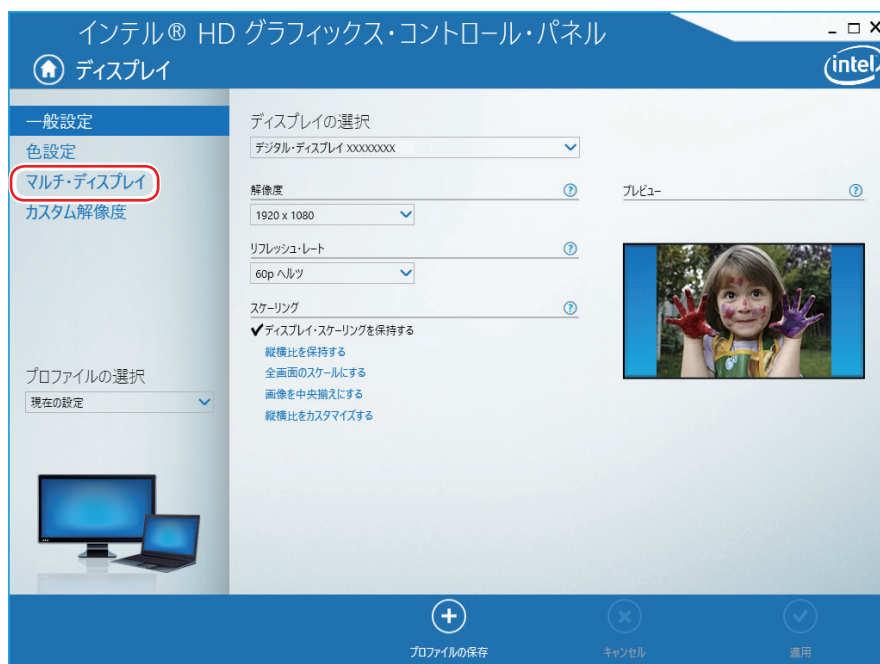 インテル® HD グラフィックス・コントロール・パネル
ディスプレイ
intel
一般設定
色設定
マルチ・ディスプレイ
カスタム解像度
プロファイルの選択
現在の設定
ディスプレイの選択
デジタル・ディスプレイ xxxxxxxx
解像度
?
1920 x 1080
リフレッシュ・レート
?
60p ヘルツ
スケーリング
?
ディスプレイ・スケーリングを保持する
縦横比を保持する
全画面のスケールにする
画像を中央揃えにする
縦横比をカスタマイズする
プレビュー
?
プロファイルの保存
キャンセル
適用